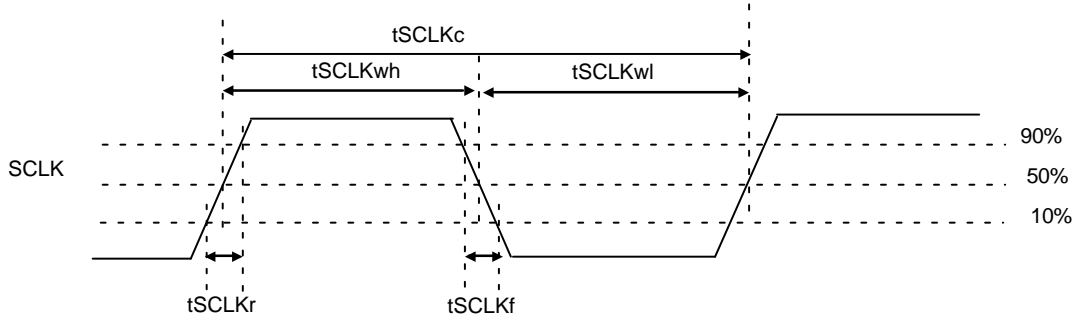 tSCLKc
tSCLKwh
tSCLKwl
90%
SCLK
50%
10%
tSCLKr
tSCLKf